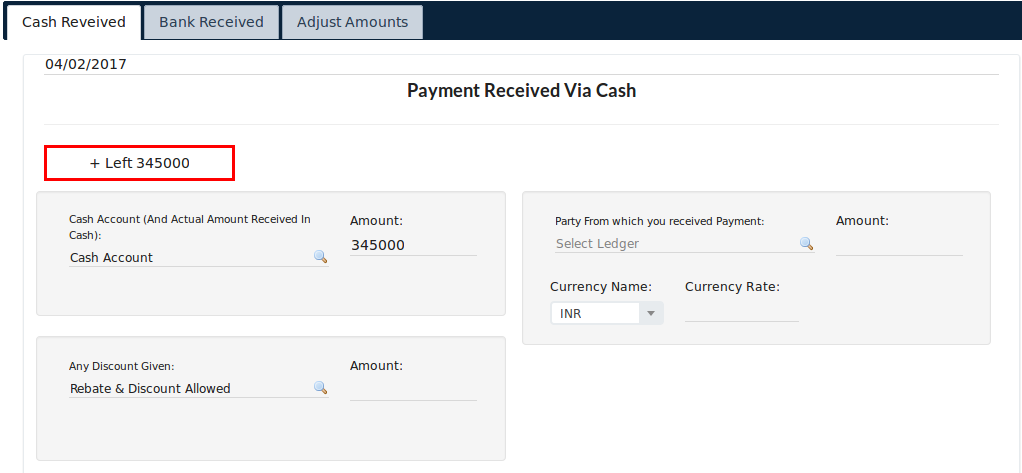 Cash Reveived
Bank Received
Adjust Amounts
04/02/2017
Payment Received Via Cash
+ Left 345000
Cash Account (And Actual Amount Received In
Cash):
Amount:
Cash Account
345000
Party From which you received Payment:
Amount:
Select Ledger
Currency Name:
Currency Rate:
INR
Any Discount Given:
Amount:
Rebate & Discount Allowed